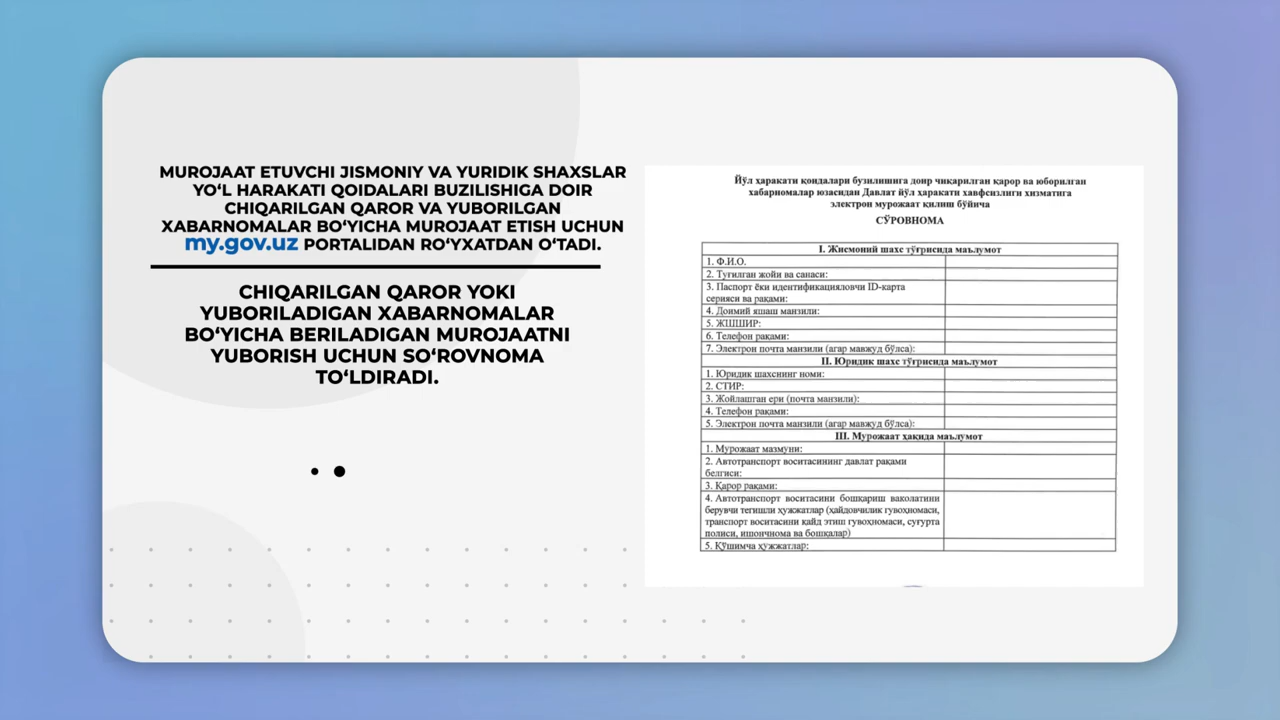 MUROJAAT ETUVCHI JISMONIY VA YURIDIK SHAXSLAR
YO‘L HARAKATI QOIDALARI BUZILISHIGA DOIR
CHIQARILGAN QAROR VA YUBORILGAN
XABARNOMALAR BO‘YICHA MUROJAAT ETISH UCHUN
my.gov.uz PORTALIDAN RO‘YXATDAN O‘TADI.
CHIQARILGAN QAROR YOKI
YUBORILADIGAN XABARNOMALAR
BO‘YICHA BERILADIGAN MUROJAATNI
YUBORISH UCHUN SO‘ROVNOMA
TO‘LDIRADI.
Йўл ҳаракати қоидалари бузилишига доир чиқарилган қарор ва юборилган
хабарномалар юзасидан Давлат йўл ҳаракати хавфсизлиги хизматига
электрон мурожаат қилиш бўйича
СЎРОВНОМА
I. Жисмоний шахс тўғрисида маълумот
1. Ф.И.О.
2. Туғилган жойи ва санаси:
3. Паспорт ёки идентификацияловчи ID-карта
серияси ва рақами:
4. Доимий яшаш манзили:
5. ЖШШИР:
6. Телефон рақами:
7. Электрон почта манзили (агар мавжуд бўлса):
II. Юридик шахс тўғрисида маълумот
1. Юридик шахснинг номи:
2. СТИР:
3. Жойлашган ери (почта манзили):
4. Телефон рақами:
5. Электрон почта манзили (агар мавжуд бўлса):
III. Мурожаат ҳақида маълумот
1. Мурожаат мазмуни:
2. Автотранспорт воситасининг давлат рақами
белгиси:
3. Қарор рақами:
4. Автотранспорт воситасини бошқариш ваколатини
берувчи тегишли ҳужжатлар (ҳайдовчилик гувоҳномаси,
транспорт воситасини қайд этиш гувоҳномаси, суғурта
полиси, ишончнома ва бошқалар)
5. Қўшимча ҳужжатлар: